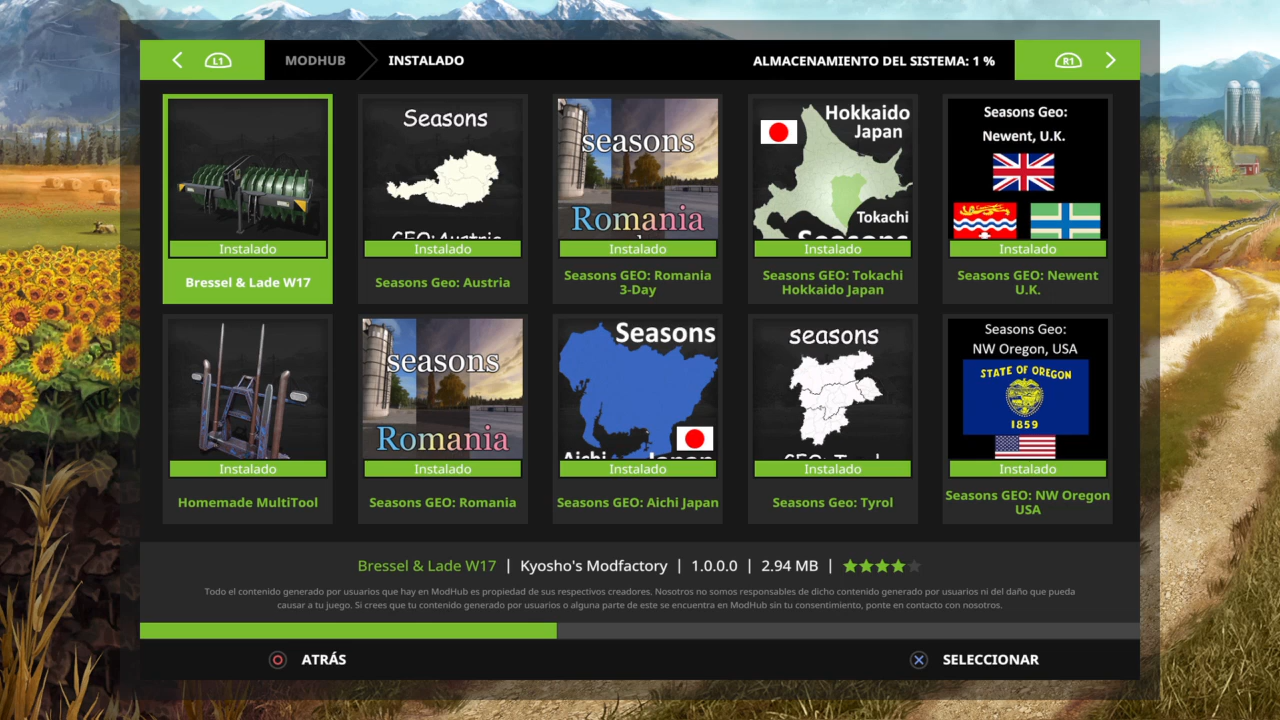 L1
MODHUB
INSTALADO
ALMACENAMIENTO DEL SISTEMA: 1 %
R1
Instalado
Bressel & Lade W17
Seasons
GEO:Austria
Instalado
Seasons Geo: Austria
seasons
Romania
Instalado
Seasons GEO: Romania
3-Day
Hokkaido
Japan
Tokachi
Seasons
Instalado
Seasons GEO: Tokachi
Hokkaido Japan
Seasons Geo:
Newent, U.K.
Instalado
Seasons GEO: Newent
U.K.
Instalado
Homemade MultiTool
seasons
Romania
Instalado
Seasons GEO: Romania
Seasons
Aichi Japan
Instalado
Seasons GEO: Aichi Japan
seasons
Instalado
Seasons Geo: Tyrol
Seasons Geo:
NW Oregon, USA
STATE OF OREGON
1859
Instalado
Seasons GEO: NW Oregon
USA
Bressel & Lade W17 | Kyosho's Modfactory | 1.0.0.0 | 2.94 MB |
Todo el contenido generado por usuarios que hay en ModHub es propiedad de sus respectivos creadores. Nosotros no somos responsables de dicho contenido generado por usuarios ni del daño que pueda
causar a tu juego. Si crees que tu contenido generado por usuarios o alguna parte de este se encuentra en ModHub sin tu consentimiento, ponte en contacto con nosotros.
ATRÁS
SELECCIONAR